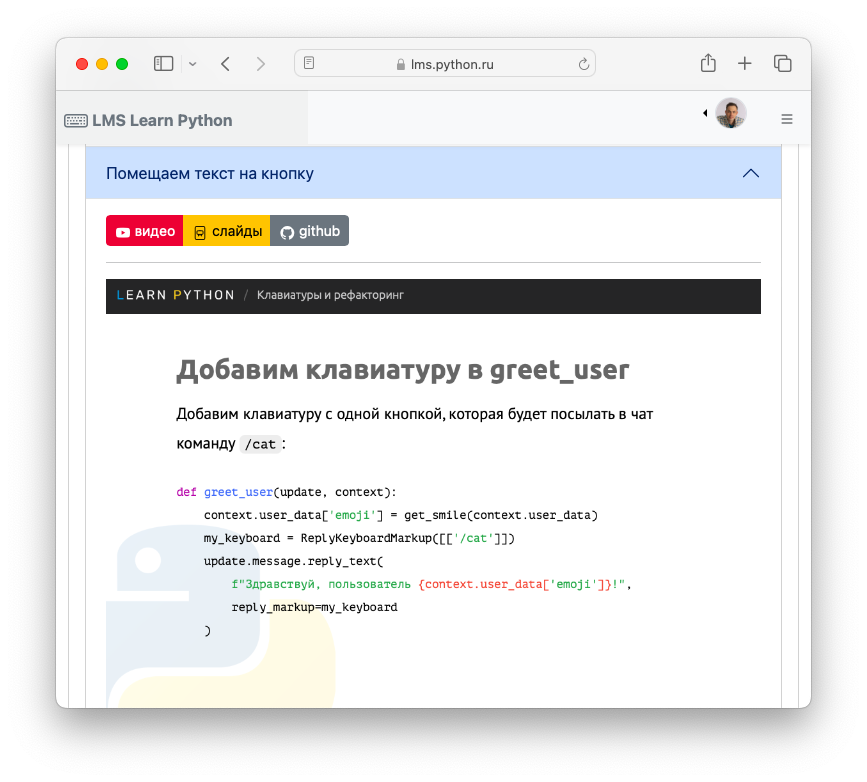 lms.python.ru
LMS Learn Python
Помещаем текст на кнопку
видео слайды github
LEARN PYTHON / Клавиатуры и рефакторинг
Добавим клавиатуру в greet_user
Добавим клавиатуру с одной кнопкой, которая будет посылать в чат
команду /cat:
def greet_user(update, context):
    context.user_data['emoji'] = get_smile(context.user_data)
    my_keyboard = ReplyKeyboardMarkup([['/cat']])
    update.message.reply_text(
        f"Здравствуй, пользователь {context.user_data['emoji']}!",
        reply_markup=my_keyboard
    )